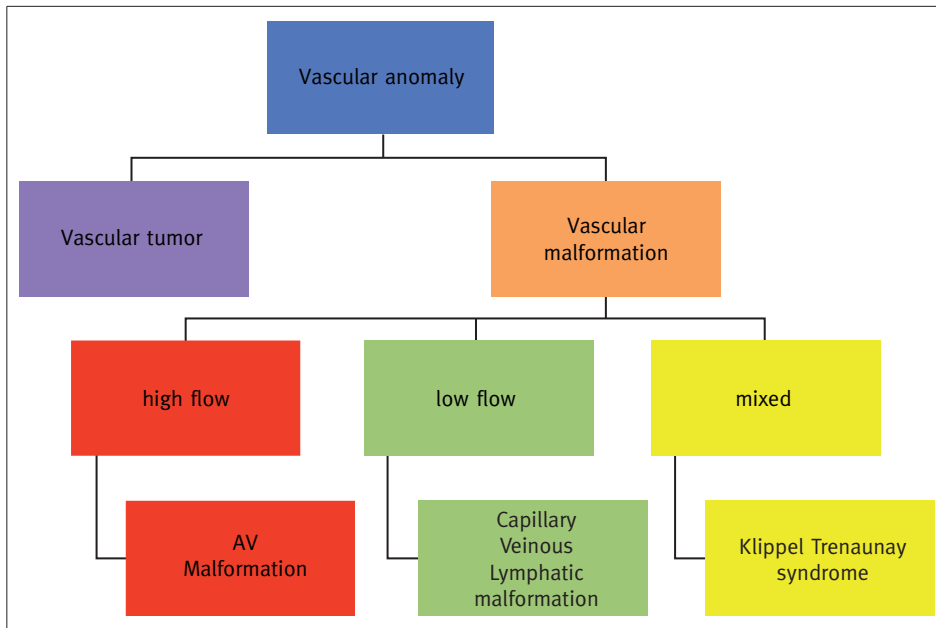 Vascular anomaly
Vascular tumor
Vascular
malformation
high flow
low flow
mixed
AV
Malformation
Capillary
Veinous
Lymphatic
malformation
Klippel Trenaunay
syndrome